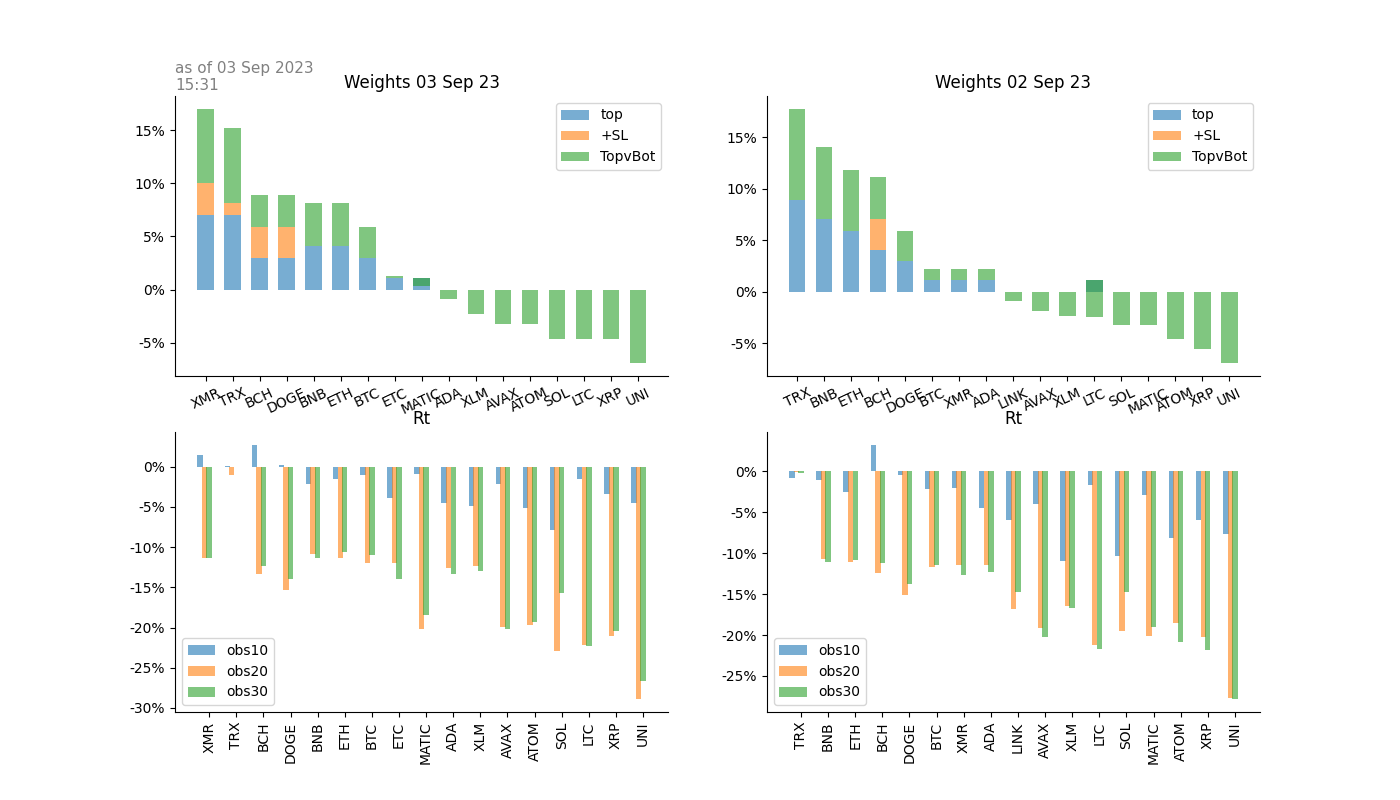 as of 03 Sep 2023
15:31
Weights 03 Sep 23
15%
10%
5%
0%
-5%
top
+SL
TopvBot
XMR
TRX
BCH
DOGE
BNB
ETH
BTC
ETC
MATIC
ADA
XLM
AVAX
ATOM
SOL
LTC
XRP
UNI
Weights 02 Sep 23
15%
10%
5%
0%
-5%
top
+SL
TopvBot
TRX
BNB
ETH
BCH
DOGE
BTC
XMR
ADA
LINK
AVAX
XLM
LTC
SOL
MATIC
ATOM
XRP
UNI
Rt
0%
-5%
-10%
-15%
-20%
-25%
-30%
obs10
obs20
obs30
XMR
TRX
BCH
DOGE
BNB
ETH
BTC
ETC
MATIC
ADA
XLM
AVAX
ATOM
SOL
LTC
XRP
UNI
Rt
0%
-5%
-10%
-15%
-20%
-25%
obs10
obs20
obs30
TRX
BNB
ETH
BCH
DOGE
BTC
XMR
ADA
LINK
AVAX
XLM
LTC
SOL
MATIC
ATOM
XRP
UNI